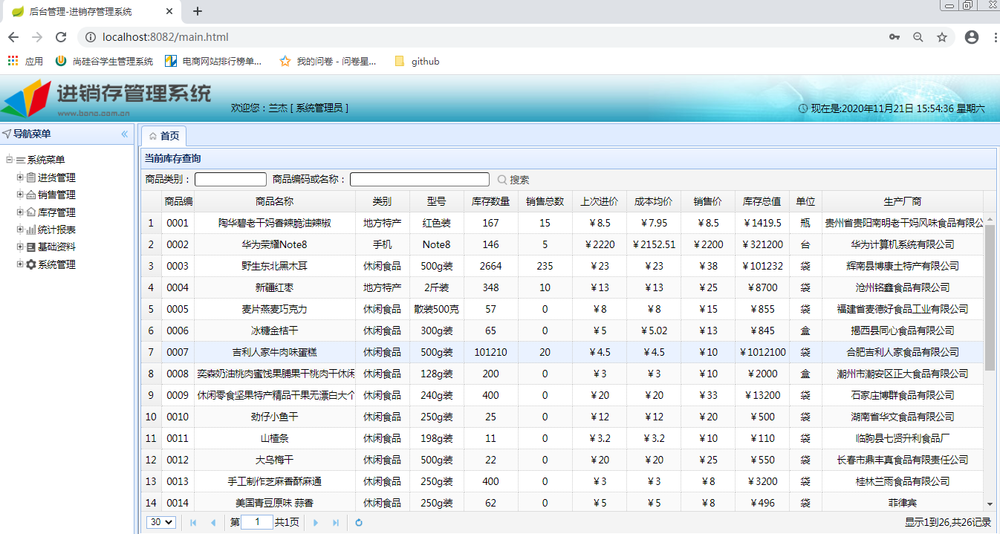 后台管理-进销存管理系统
localhost:8082/main.html
应用 尚硅谷学生管理系统 电商网站排行榜单... 我的问卷 - 问卷星... github
进销存管理系统
欢迎您：兰杰 [ 系统管理员 ] 现在是:2020年11月21日 15:54:36 星期六
导航菜单 首页
系统菜单
进货管理
销售管理
库存管理
统计报表
基础资料
系统管理
当前库存查询
商品类别： 商品编码或名称： 搜索
商品编 商品名称 类别 型号 库存数量 销售总数 上次进价 成本均价 销售价 库存总值 单位 生产厂商
1 0001 陶华碧老干妈香辣脆油辣椒 地方特产 红色装 167 15 ￥8.5 ￥7.95 ￥8.5 ￥1419.5 瓶 贵州省贵阳南明老干妈风味食品有限公
2 0002 华为荣耀Note8 手机 Note8 146 5 ￥2220 ￥2152.51 ￥2200 ￥321200 台 华为计算机系统有限公司
3 0003 野生东北黑木耳 休闲食品 500g装 2664 235 ￥23 ￥23 ￥38 ￥101232 袋 辉南县博康土特产有限公司
4 0004 新疆红枣 地方特产 2斤装 348 10 ￥13 ￥13 ￥25 ￥8700 袋 沧州铭鑫食品有限公司
5 0005 麦片燕麦巧克力 休闲食品 散装500克 57 0 ￥8 ￥8 ￥15 ￥855 袋 福建省麦德好食品工业有限公司
6 0006 冰糖金桔干 休闲食品 300g装 65 0 ￥5 ￥5.02 ￥13 ￥845 盒 揭西县同心食品有限公司
7 0007 吉利人家牛肉味蛋糕 休闲食品 500g装 101210 20 ￥4.5 ￥4.5 ￥10 ￥1012100 袋 合肥吉利人家食品有限公司
8 0008 奕森奶油桃肉蜜饯果脯果干桃肉干休闲 休闲食品 128g装 200 0 ￥3 ￥3 ￥10 ￥2000 盒 潮州市潮安区正大食品有限公司
9 0009 休闲零食坚果特产精品干果无漂白大个 休闲食品 240g装 400 0 ￥20 ￥20 ￥33 ￥13200 袋 石家庄博群食品有限公司
10 0010 劲仔小鱼干 休闲食品 250g装 25 0 ￥12 ￥12 ￥20 ￥500 袋 湖南省华文食品有限公司
11 0011 山楂条 休闲食品 198g装 11 0 ￥3.2 ￥3.2 ￥10 ￥110 袋 临朐县七贤升利食品厂
12 0012 大乌梅干 休闲食品 500g装 22 0 ￥20 ￥20 ￥25 ￥550 袋 长春市鼎丰真食品有限责任公司
13 0013 手工制作芝麻香酥麻通 休闲食品 250g装 400 0 ￥3 ￥3 ￥8 ￥3200 袋 桂林兰雨食品有限公司
14 0014 美国青豆原味 蒜香 休闲食品 250g装 62 0 ￥5 ￥5 ￥8 ￥496 袋 菲律宾
30 第 1 共1页 显示1到26,共26记录